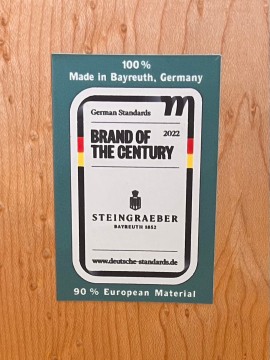 100%
Made in Bayreuth, Germany
German Standards
m
BRAND OF 2022
THE CENTURY
STEINGRAEBER
BAYREUTH 1852
www.deutsche-standards.de
90 % European Material